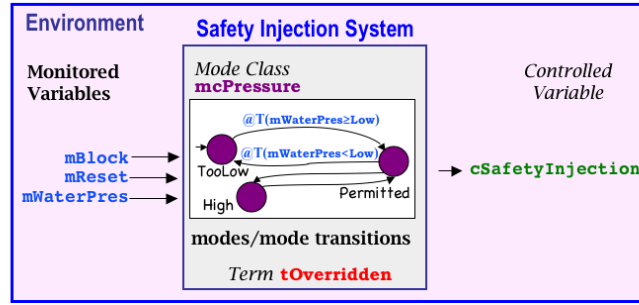 Environment
Safety Injection System
Monitored
Variables
mBlock
mReset
mWaterPres
Mode Class
mcPressure
@T(mWaterPres≥Low)
@T(mWaterPres<Low)
TooLow
High
Permitted
modes/mode transitions
Term tOverridden
Controlled
Variable
cSafetyInjection